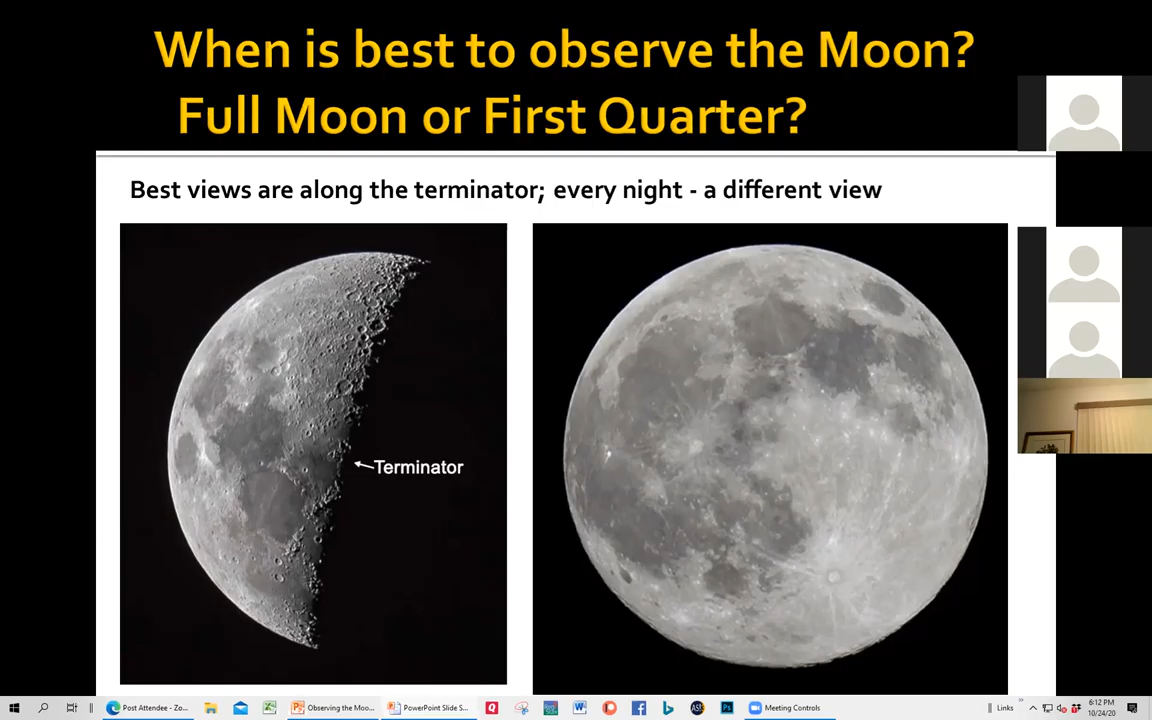 When is best to observe the Moon?
Full Moon or First Quarter?
Best views are along the terminator; every night - a different view
Terminator
Post Attendee - Zo...
Observing the Moo...
PowerPoint Slide S...
Meeting Controls
Links
6:12 PM
10/24/20